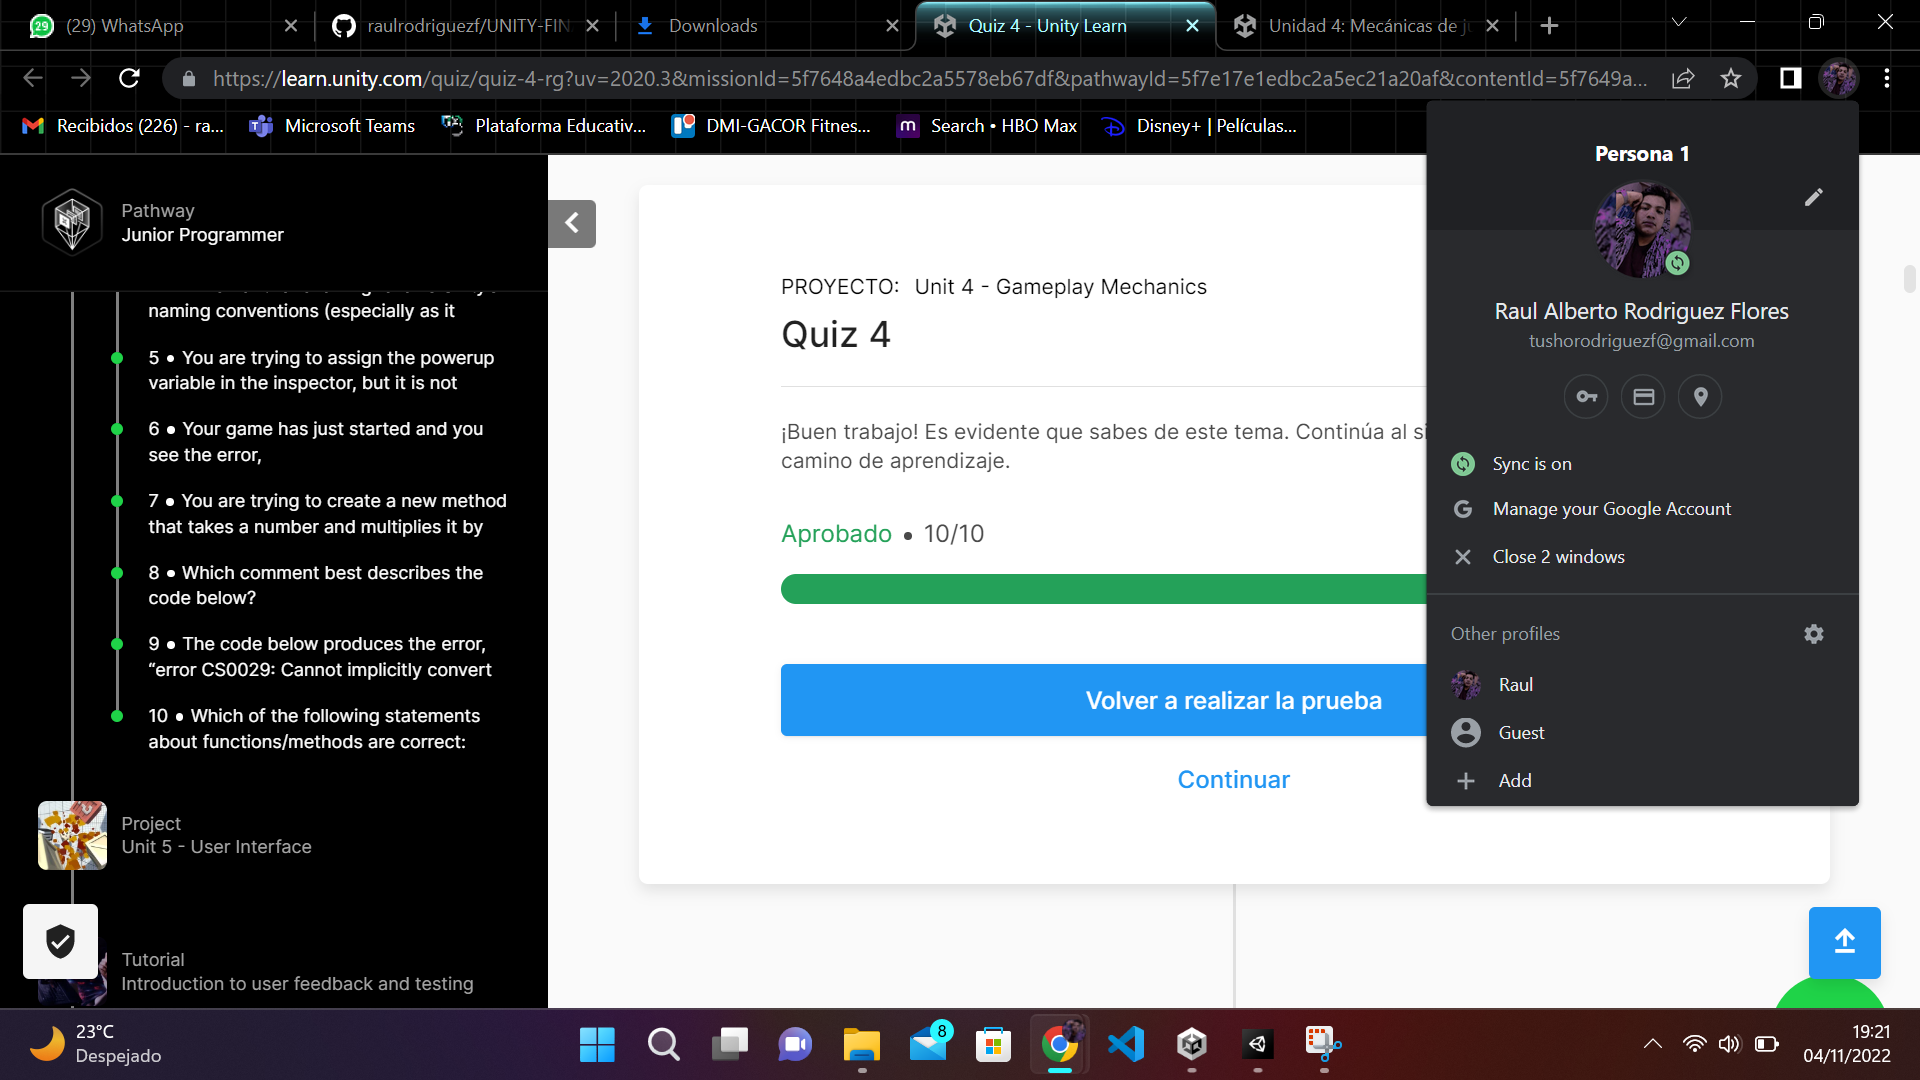 29
(29) WhatsApp
raulrodriguezf/UNITY-FIN
Downloads
Quiz 4 - Unity Learn
Unidad 4: Mecánicas de ju
https://learn.unity.com/quiz/quiz-4-rg?uv=2020.3&missionId=5f7648a4edbc2a5578eb67df&pathwayId=5f7e17e1edbc2a5ec21a20af&contentId=5f7649a...
Recibidos (226) - ra...
Microsoft Teams
Plataforma Educativ...
DMI-GACOR Fitnes...
m
Search • HBO Max
Disney+ | Películas...
Pathway
Junior Programmer
naming conventions (especially as it
5 • You are trying to assign the powerup
variable in the inspector, but it is not
6 • Your game has just started and you
see the error,
7 • You are trying to create a new method
that takes a number and multiplies it by
8 • Which comment best describes the
code below?
9 • The code below produces the error,
“error CS0029: Cannot implicitly convert
10 • Which of the following statements
about functions/methods are correct:
Project
Unit 5 - User Interface
Tutorial
Introduction to user feedback and testing
PROYECTO: Unit 4 - Gameplay Mechanics
Quiz 4
¡Buen trabajo! Es evidente que sabes de este tema. Continúa al si
camino de aprendizaje.
Aprobado • 10/10
Volver a realizar la prueba
Continuar
Persona 1
Raul Alberto Rodriguez Flores
tushorodriguezf@gmail.com
Sync is on
G
Manage your Google Account
Close 2 windows
Other profiles
Raul
Guest
Add
23°C
Despejado
8
19:21
04/11/2022